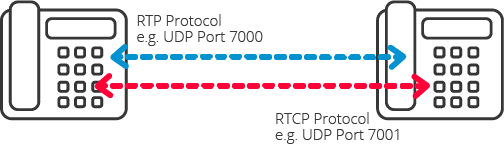 RTP Protocol
e.g. UDP Port 7000
RTCP Protocol
e.g. UDP Port 7001